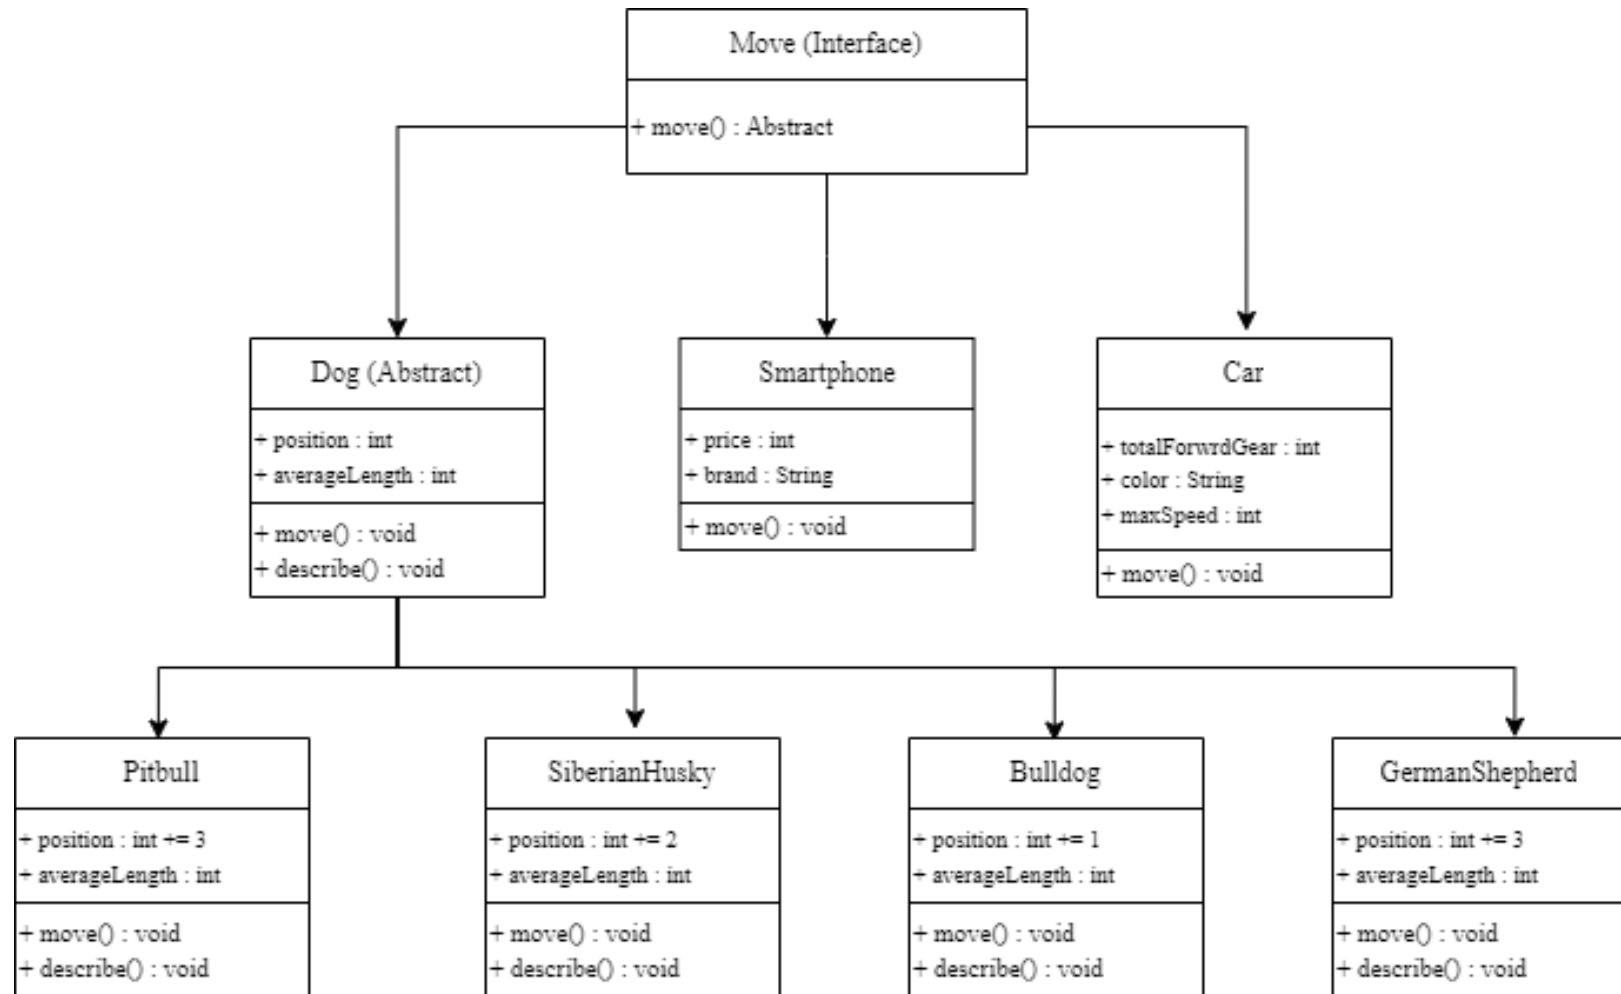 Move (Interface)
+ move() : Abstract
Dog (Abstract)
+ position : int
+ averageLength : int
+ move() : void
+ describe() : void
Smartphone
+ price : int
+ brand : String
+ move() : void
Car
+ totalForwrdGear : int
+ color : String
+ maxSpeed : int
+ move() : void
Pitbull
+ position : int += 3
+ averageLength : int
+ move() : void
+ describe() : void
SiberianHusky
+ position : int += 2
+ averageLength : int
+ move() : void
+ describe() : void
Bulldog
+ position : int += 1
+ averageLength : int
+ move() : void
+ describe() : void
GermanShepherd
+ position : int += 3
+ averageLength : int
+ move() : void
+ describe() : void